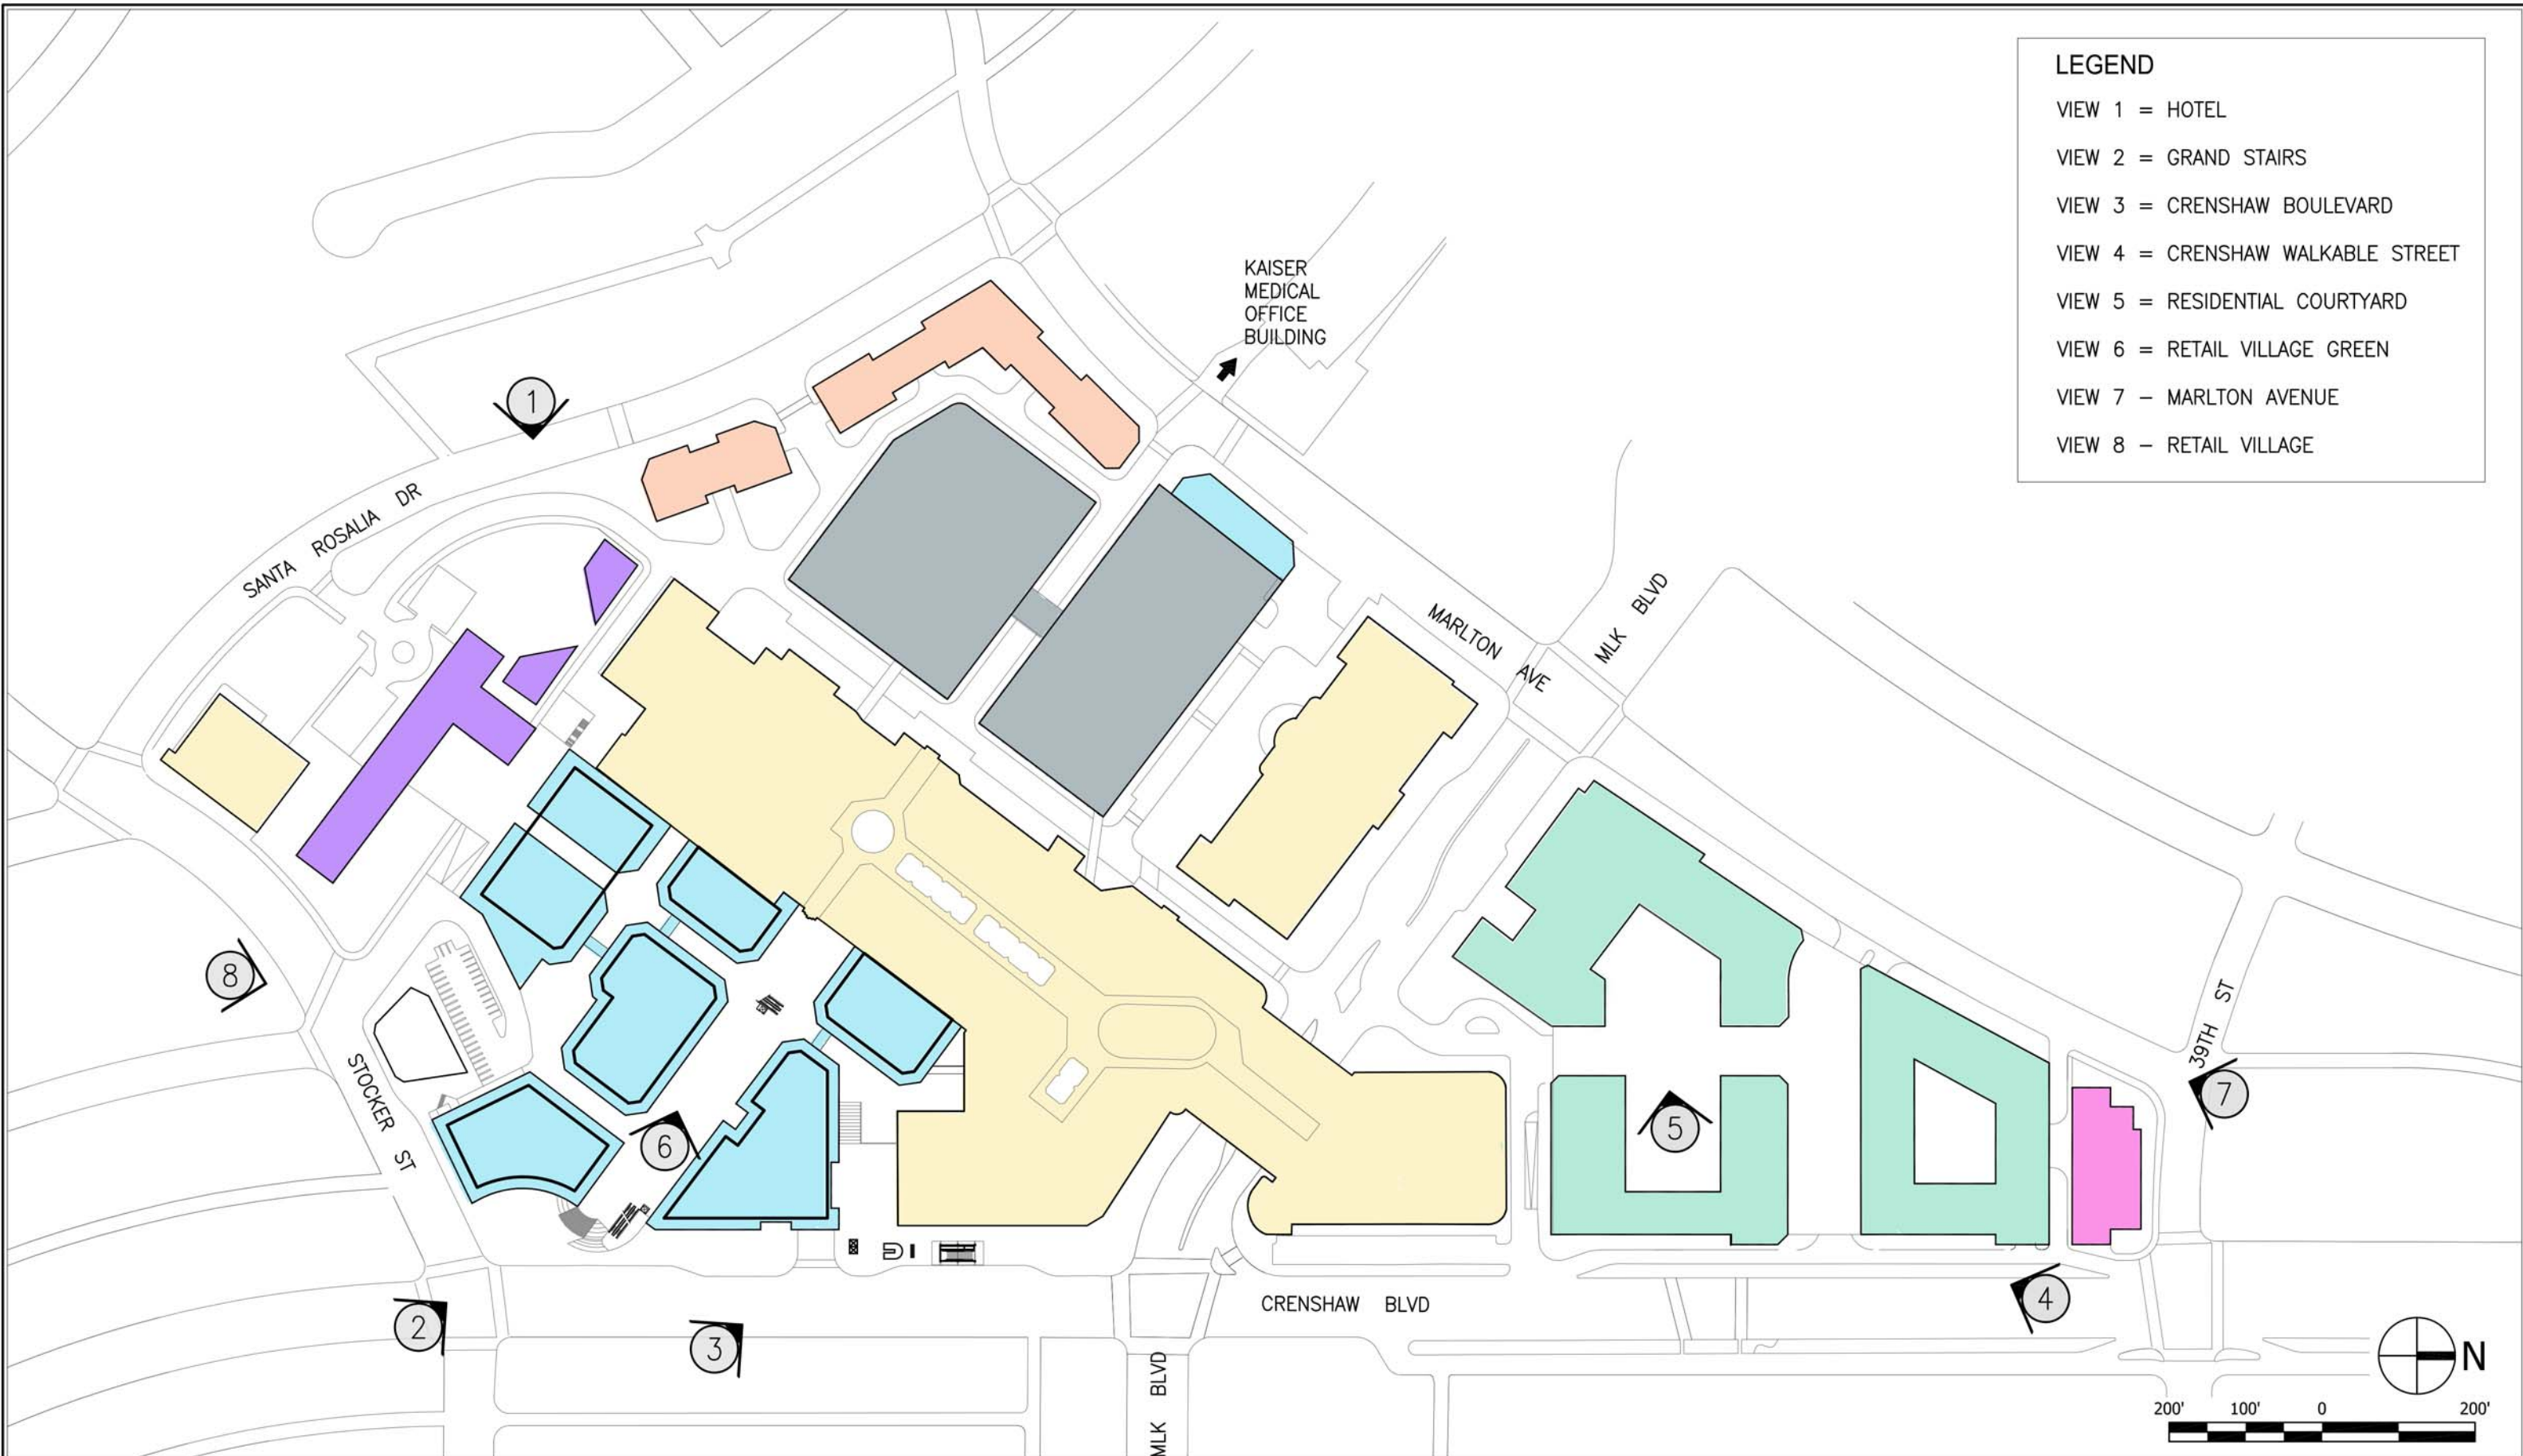 LEGEND
VIEW 1 = HOTEL
VIEW 2 = GRAND STAIRS
VIEW 3 = CRENSHAW BOULEVARD
VIEW 4 = CRENSHAW WALKABLE STREET
VIEW 5 = RESIDENTIAL COURTYARD
VIEW 6 = RETAIL VILLAGE GREEN
VIEW 7 – MARLTON AVENUE
VIEW 8 – RETAIL VILLAGE
KAISER
MEDICAL
OFFICE
BUILDING
1
SANTA ROSALIA DR
MARLTON AVE
MLK BLVD
8
39TH ST
7
STOCKER ST
5
6
2
3
CRENSHAW BLVD
4
MLK BLVD
N
200' 100' 0 200'